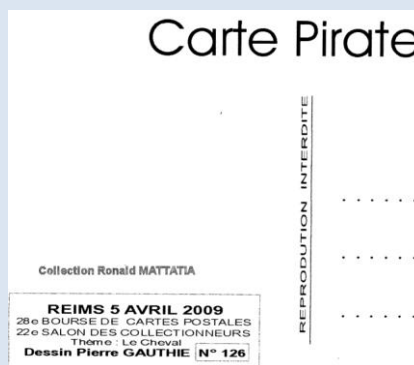 Carte Pirate
REPRODUTION INTERDITE
Collection Ronald MATTATIA
REIMS 5 AVRIL 2009
28e BOURSE DE CARTES POSTALES
22e SALON DES COLLECTIONNEURS
Thème : Le Cheval
Dessin Pierre GAUTHIE N° 126